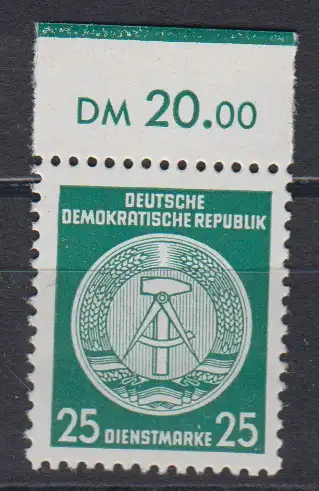 DM 20.00
DEUTSCHE
DEMOKRATISCHE REPUBLIK
25 DIENSTMARKE 25